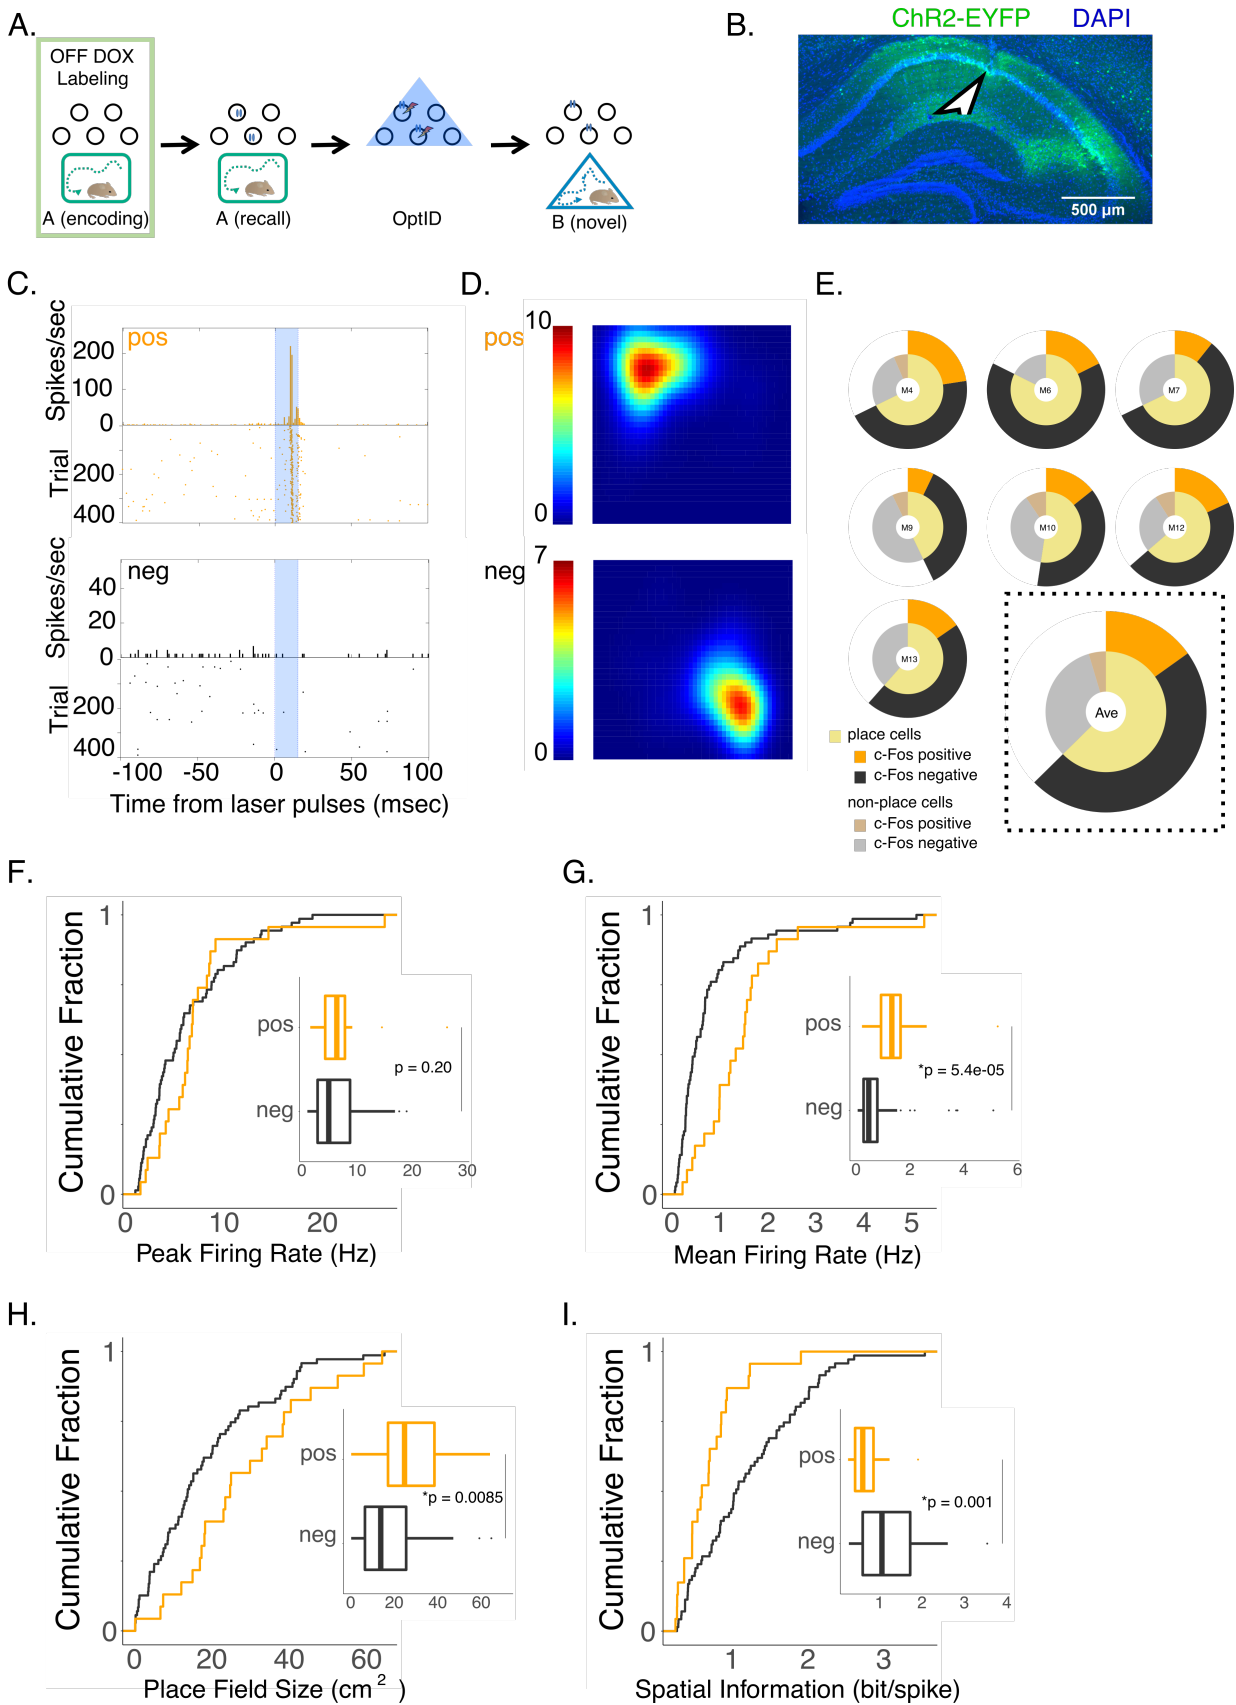 A.
OFF DOX
Labeling
A (encoding)
A (recall)
OptID
B (novel)
B.
ChR2-EYFP DAPI
500 µm
C.
Spikes/sec
pos
200
100
0
Trial
200
400
Spikes/sec
neg
40
20
0
Trial
200
400
-100 -50 0 50 100
Time from laser pulses (msec)
D.
pos
10
0
neg
7
0
E.
M4
M6
M7
M9
M10
M12
M13
Ave
place cells
c-Fos positive
c-Fos negative
non-place cells
c-Fos positive
c-Fos negative
F.
Cumulative Fraction
1
0
0 10 20
Peak Firing Rate (Hz)
pos
neg
p = 0.20
0 10 20 30
G.
Cumulative Fraction
1
0
0 1 2 3 4 5
Mean Firing Rate (Hz)
pos
neg
*p = 5.4e-05
0 2 4 6
H.
Cumulative Fraction
1
0
0 20 40 60
Place Field Size (cm2 )
pos
neg
*p = 0.0085
0 20 40 60
I.
Cumulative Fraction
1
0
1 2 3
Spatial Information (bit/spike)
pos
neg
*p = 0.001
1 2 3 4